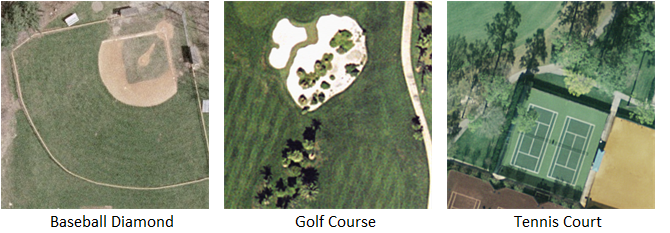 Baseball Diamond
Golf Course
Tennis Court